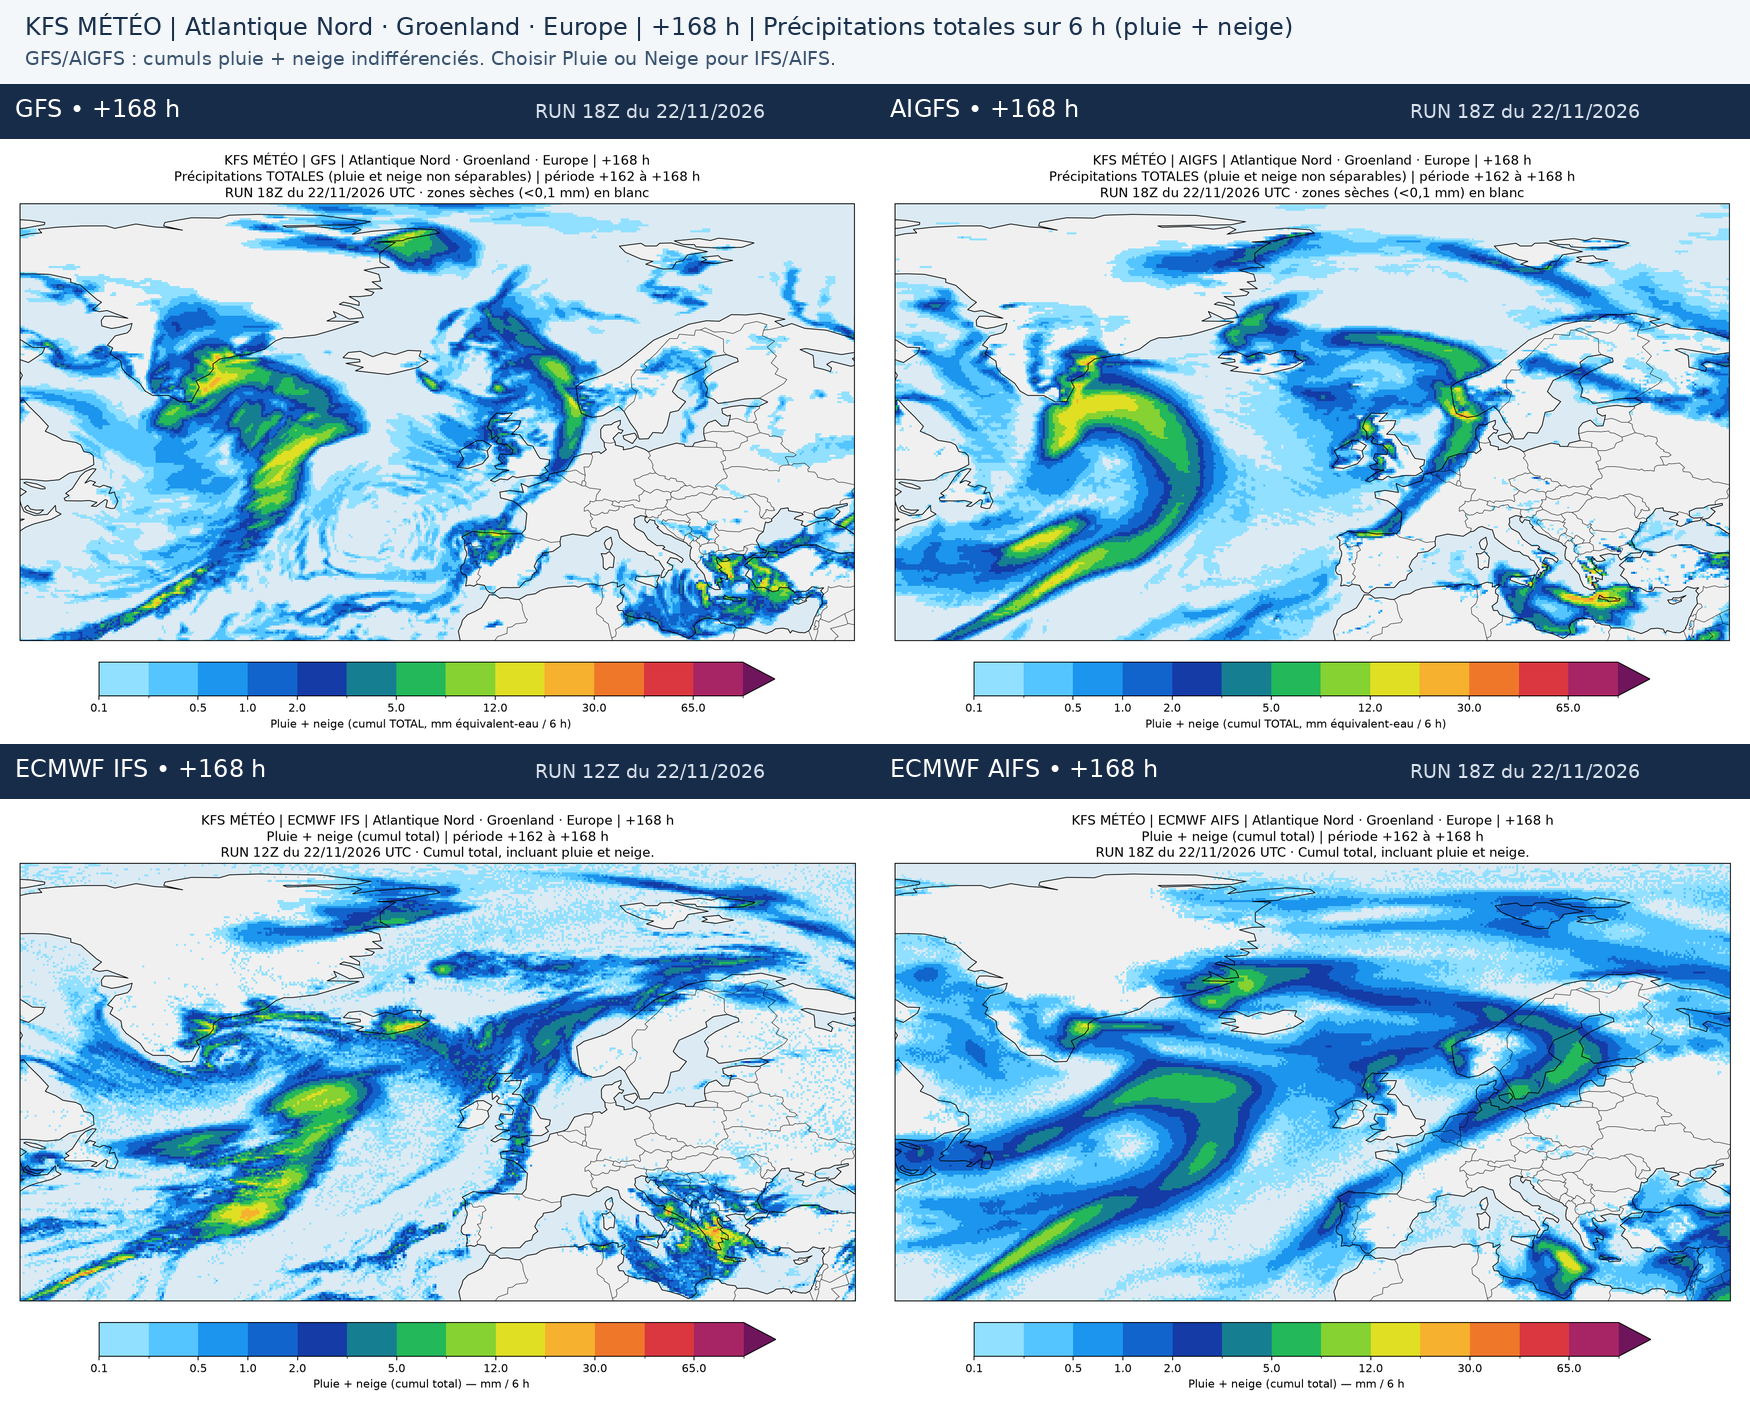 KFS MÉTÉO | Atlantique Nord · Groenland · Europe | +168 h | Précipitations totales sur 6 h (pluie + neige)
GFS/AIGFS : cumuls pluie + neige indifférenciés. Choisir Pluie ou Neige pour IFS/AIFS.
GFS • +168 h RUN 18Z du 22/11/2026
AIGFS • +168 h RUN 18Z du 22/11/2026
KFS MÉTÉO | GFS | Atlantique Nord · Groenland · Europe | +168 h
Précipitations TOTALES (pluie et neige non séparables) | période +162 à +168 h
RUN 18Z du 22/11/2026 UTC · zones sèches (<0,1 mm) en blanc
KFS MÉTÉO | AIGFS | Atlantique Nord · Groenland · Europe | +168 h
Précipitations TOTALES (pluie et neige non séparables) | période +162 à +168 h
RUN 18Z du 22/11/2026 UTC · zones sèches (<0,1 mm) en blanc
0.1 0.5 1.0 2.0 5.0 12.0 30.0 65.0
Pluie + neige (cumul TOTAL, mm équivalent-eau / 6 h)
0.1 0.5 1.0 2.0 5.0 12.0 30.0 65.0
Pluie + neige (cumul TOTAL, mm équivalent-eau / 6 h)
ECMWF IFS • +168 h RUN 12Z du 22/11/2026
ECMWF AIFS • +168 h RUN 18Z du 22/11/2026
KFS MÉTÉO | ECMWF IFS | Atlantique Nord · Groenland · Europe | +168 h
Pluie + neige (cumul total) | période +162 à +168 h
RUN 12Z du 22/11/2026 UTC · Cumul total, incluant pluie et neige.
KFS MÉTÉO | ECMWF AIFS | Atlantique Nord · Groenland · Europe | +168 h
Pluie + neige (cumul total) | période +162 à +168 h
RUN 18Z du 22/11/2026 UTC · Cumul total, incluant pluie et neige.
0.1 0.5 1.0 2.0 5.0 12.0 30.0 65.0
Pluie + neige (cumul total) — mm / 6 h
0.1 0.5 1.0 2.0 5.0 12.0 30.0 65.0
Pluie + neige (cumul total) — mm / 6 h